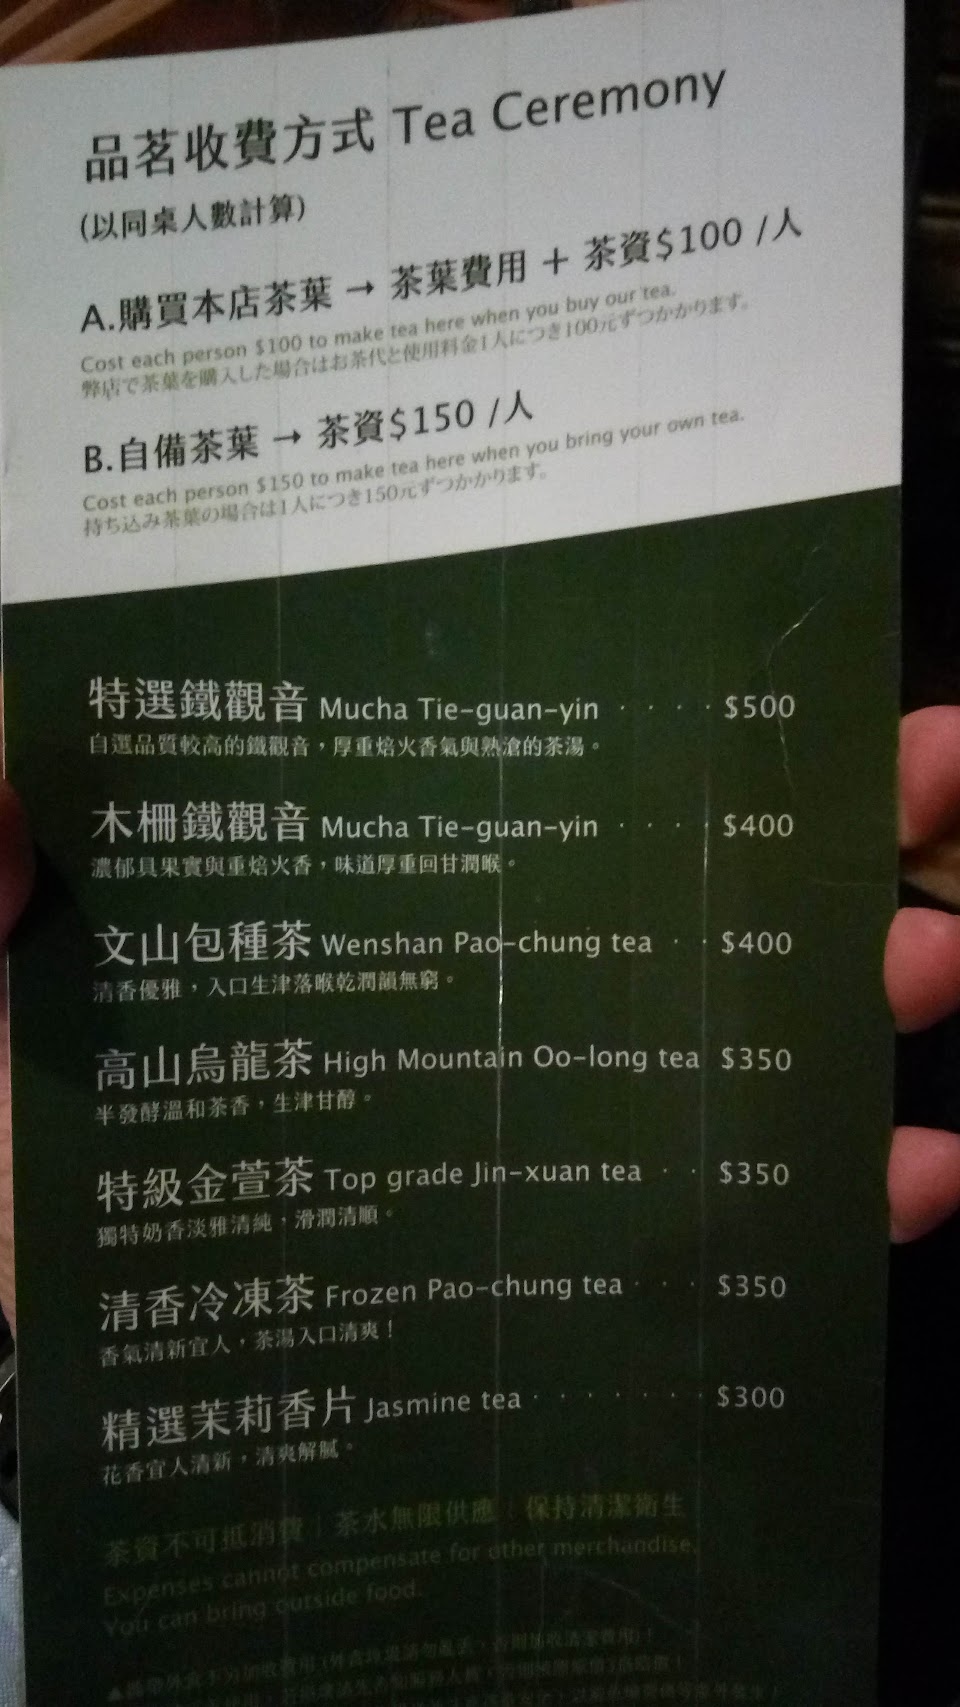 品茗收費方式 Tea Ceremony
(以同桌人數計算)
A.購買本店茶葉 → 茶葉費用 + 茶資$100 /人
Cost each person $100 to make tea here when you buy our tea.
弊店で茶葉を購入した場合はお茶代と使用料金1人につき100元ずつかかります。
B.自備茶葉 → 茶資$150 /人
Cost each person $150 to make tea here when you bring your own tea.
持ち込み茶葉の場合は1人につき150元ずつかかります。
特選鐵觀音 Mucha Tie-guan-yin · · · · $500
自選品質較高的鐵觀音，厚重焙火香氣與熟滄的茶湯。
木柵鐵觀音 Mucha Tie-guan-yin · · · · $400
濃郁具果實與重焙火香，味道厚重回甘潤喉。
文山包種茶 Wenshan Pao-chung tea · · $400
清香優雅，入口生津落喉乾潤韻無窮。
高山烏龍茶 High Mountain Oo-long tea $350
半發酵溫和茶香，生津甘醇。
特級金萱茶 Top grade Jin-xuan tea · · $350
獨特奶香淡雅清純，滑潤清順。
清香冷凍茶 Frozen Pao-chung tea · · · $350
香氣清新宜人，茶湯入口清爽！
精選茉莉香片 Jasmine tea · · · · · · · $300
花香宜人清新，清爽解膩。
茶資不可抵消費｜茶水無限供應｜保持清潔衛生
Expenses cannot compensate for other merchandise.
You can bring outside food.